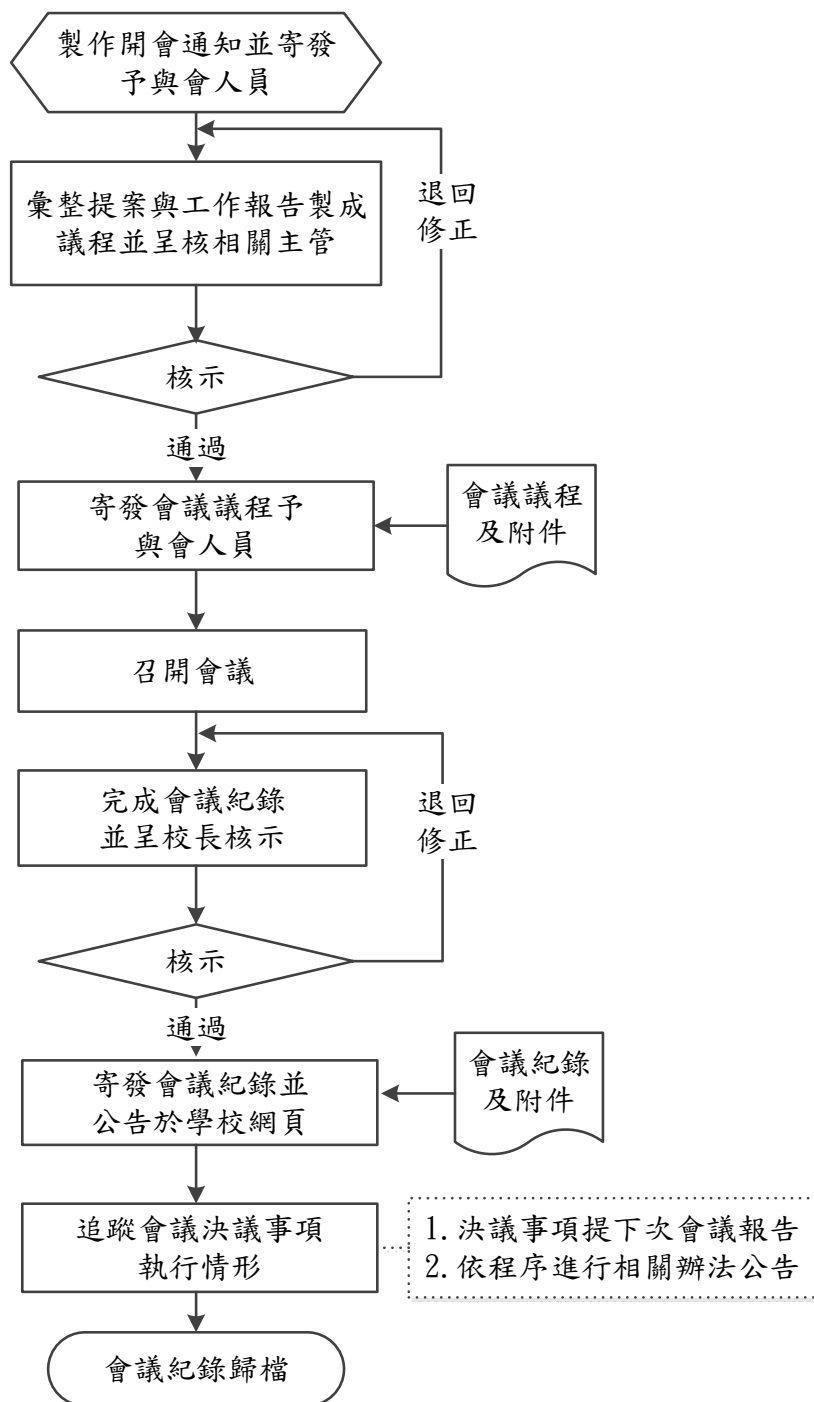 製作開會通知並寄發
予與會人員
彙整提案與工作報告製成
議程並呈核相關主管
退回
修正
核示
通過
寄發會議議程予
與會人員
會議議程
及附件
召開會議
完成會議紀錄
並呈校長核示
退回
修正
核示
通過
寄發會議紀錄並
公告於學校網頁
會議紀錄
及附件
追蹤會議決議事項
執行情形
1.決議事項提下次會議報告
2.依程序進行相關辦法公告
會議紀錄歸檔